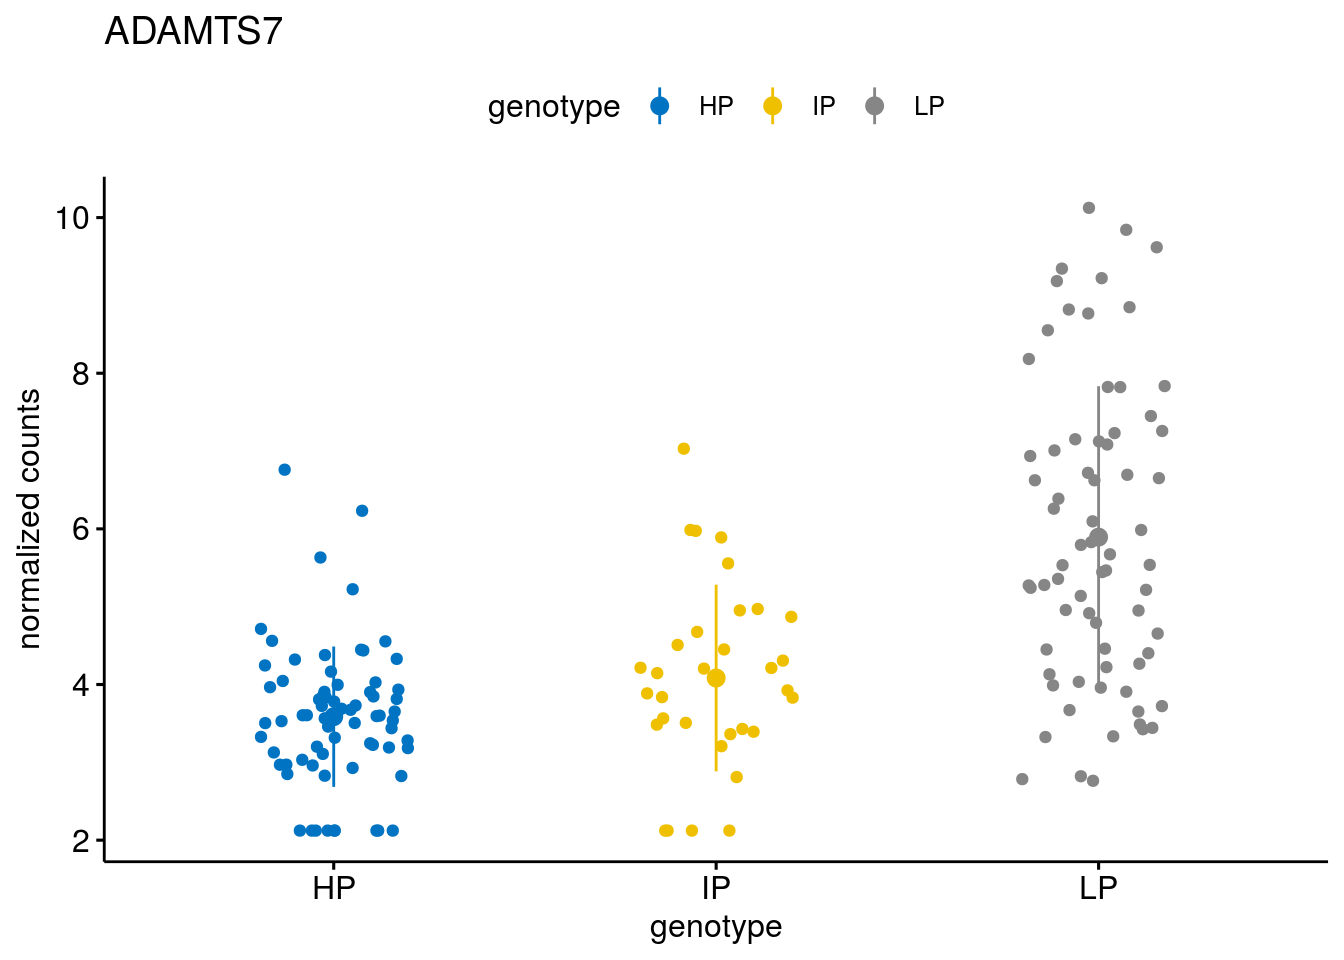 ADAMTS7
genotype HP IP LP
10
8
6
4
2
normalized counts
HP IP LP
genotype